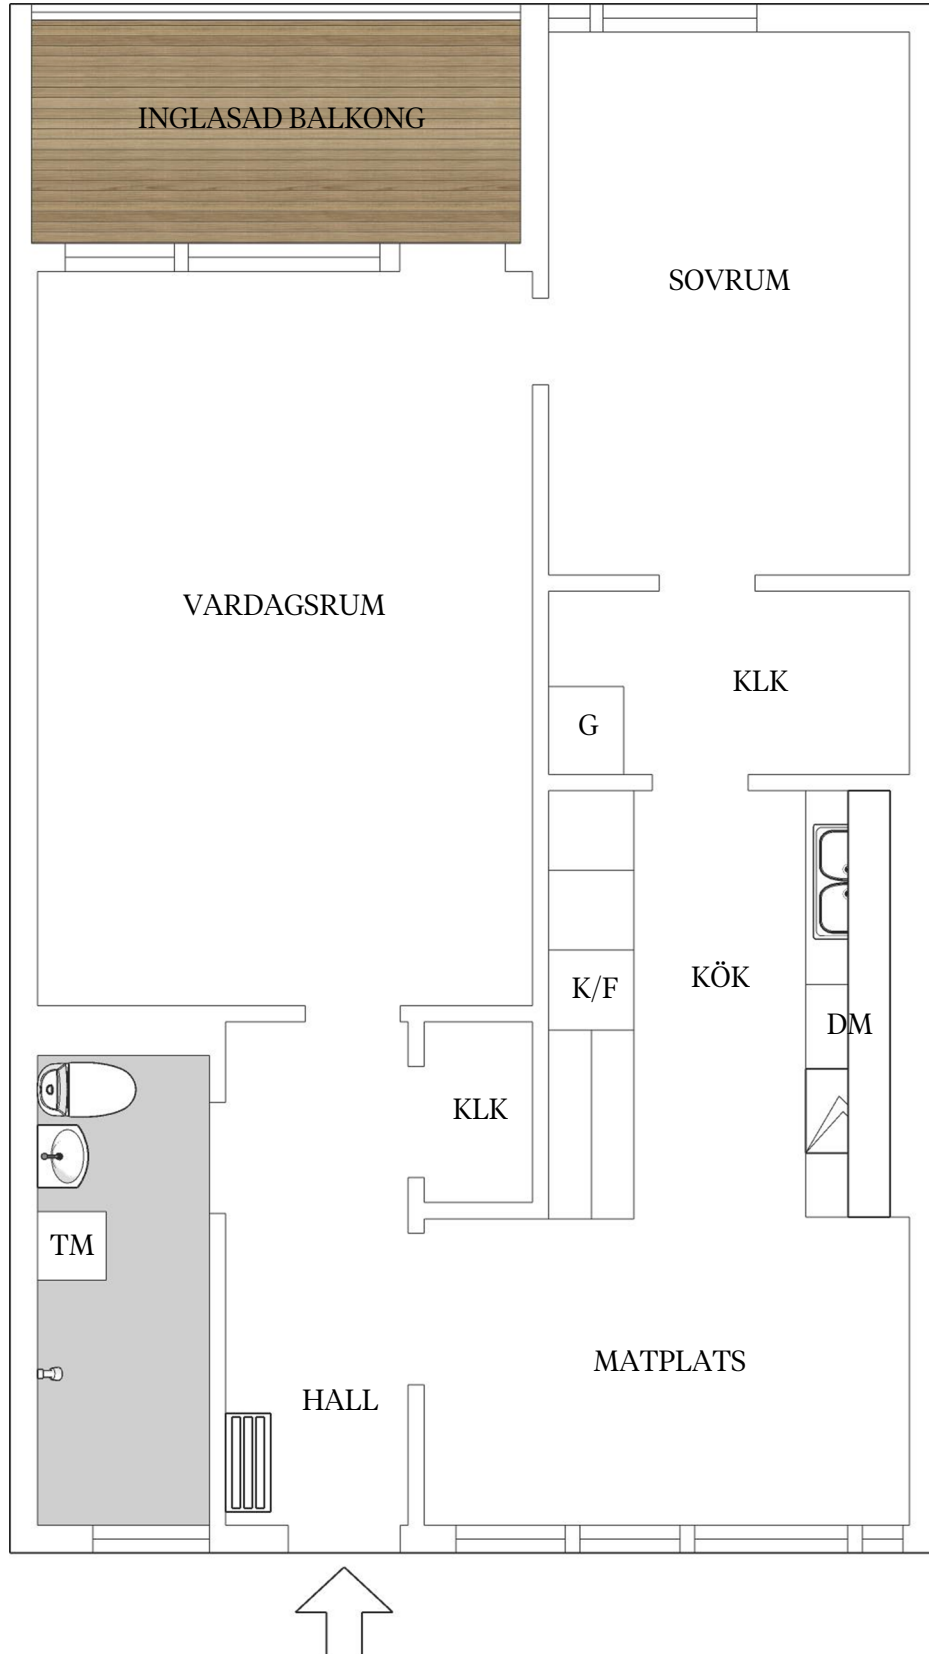 INGLASAD BALKONG
SOVRUM
VARDAGSRUM
KLK
G
K/F
KÖK
DM
KLK
TM
MATPLATS
HALL